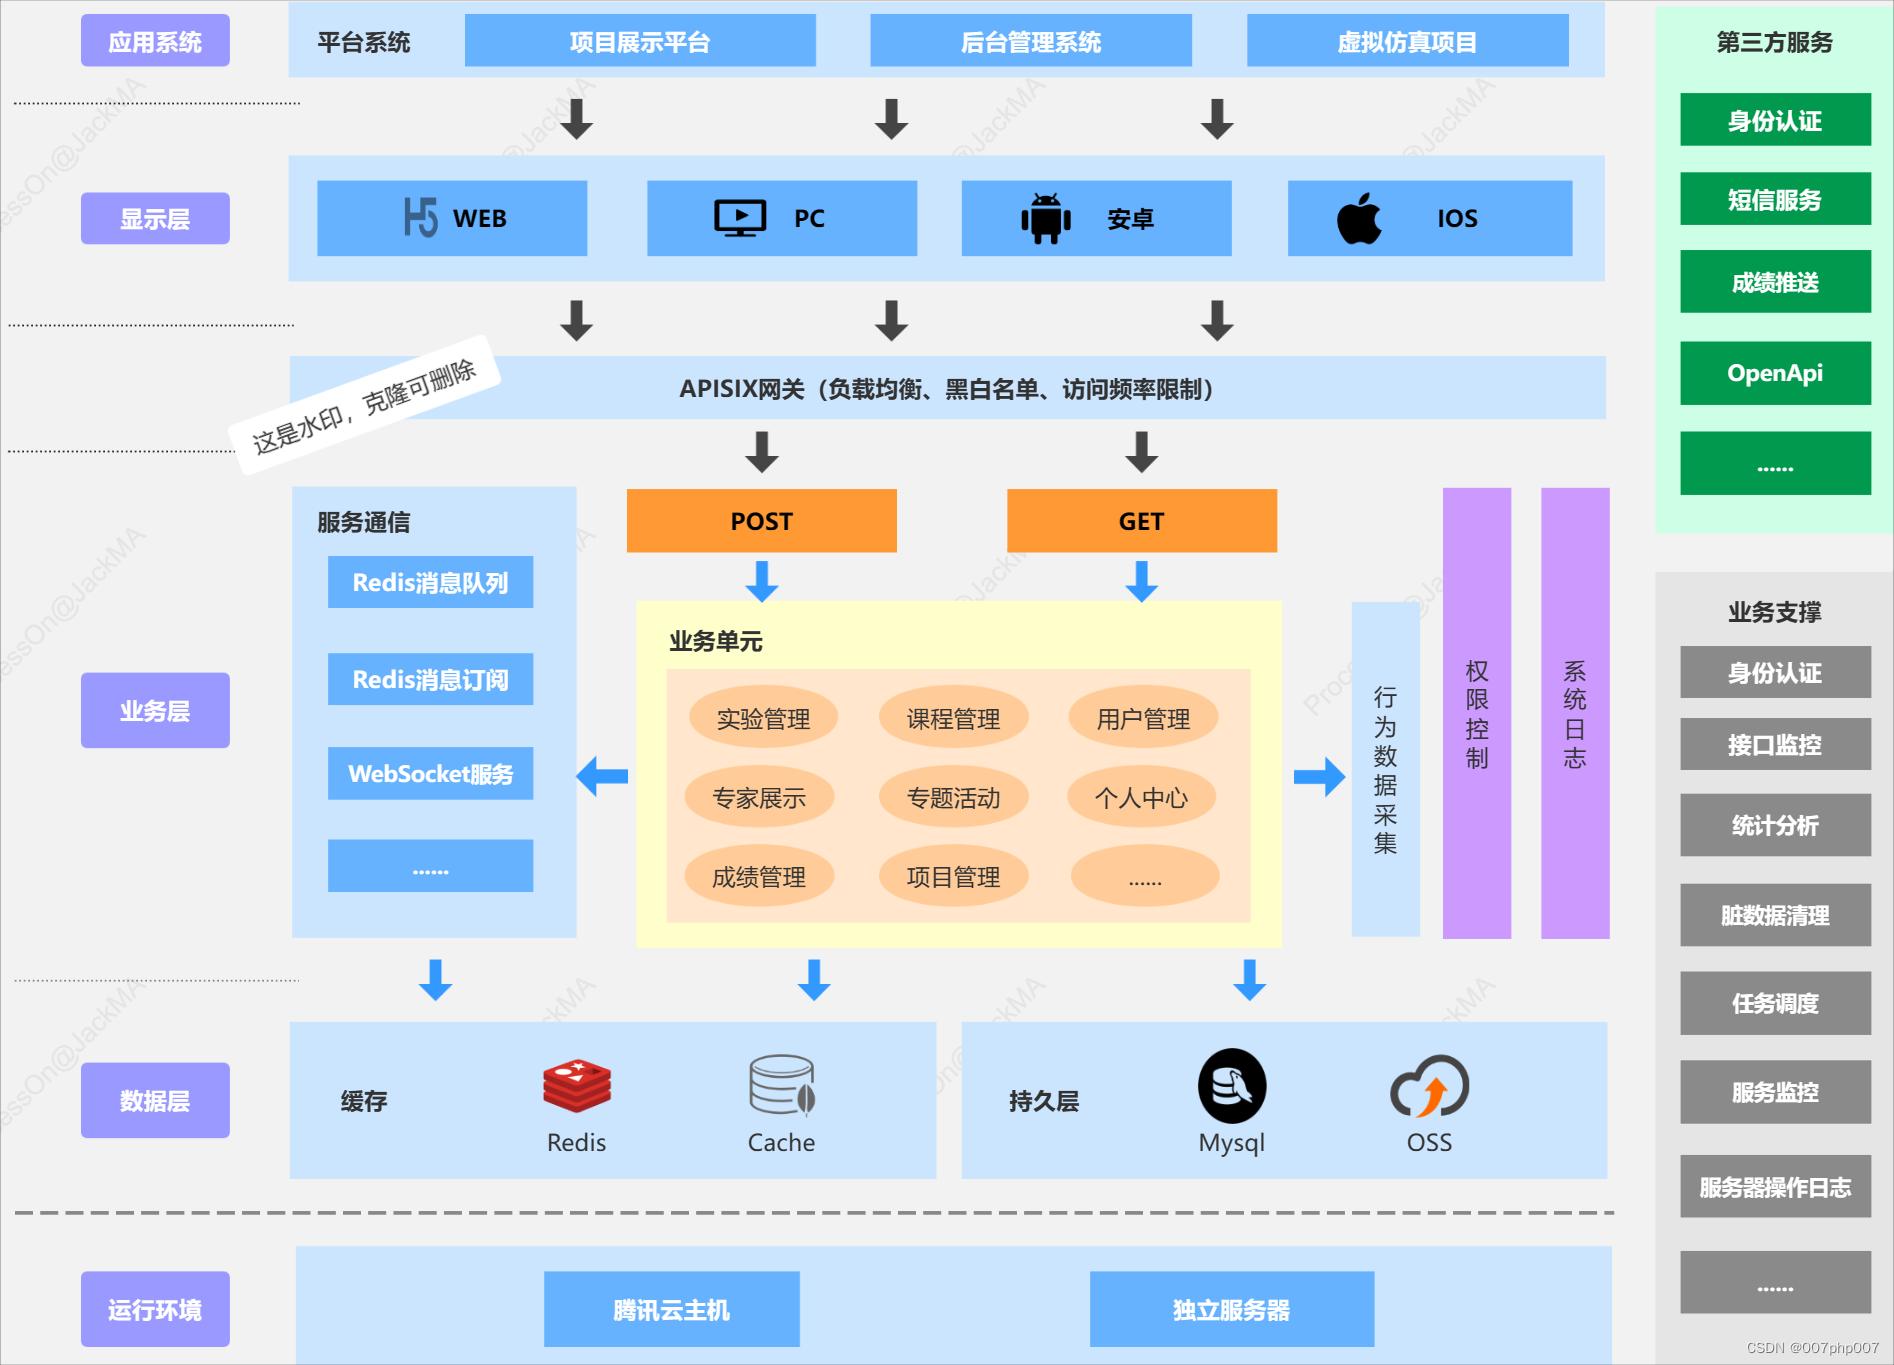 应用系统
平台系统
项目展示平台
后台管理系统
虚拟仿真项目
显示层
H5 WEB
PC
安卓
IOS
APISIX网关（负载均衡、黑白名单、访问频率限制）
这是水印，克隆可删除
业务层
服务通信
Redis消息队列
Redis消息订阅
WebSocket服务
......
POST
GET
业务单元
实验管理
课程管理
用户管理
专家展示
专题活动
个人中心
成绩管理
项目管理
......
行为数据采集
权限控制
系统日志
数据层
缓存
Redis
Cache
持久层
Mysql
OSS
运行环境
腾讯云主机
独立服务器
第三方服务
身份认证
短信服务
成绩推送
OpenApi
......
业务支撑
身份认证
接口监控
统计分析
脏数据清理
任务调度
服务监控
服务器操作日志
......
CSDN @007php007